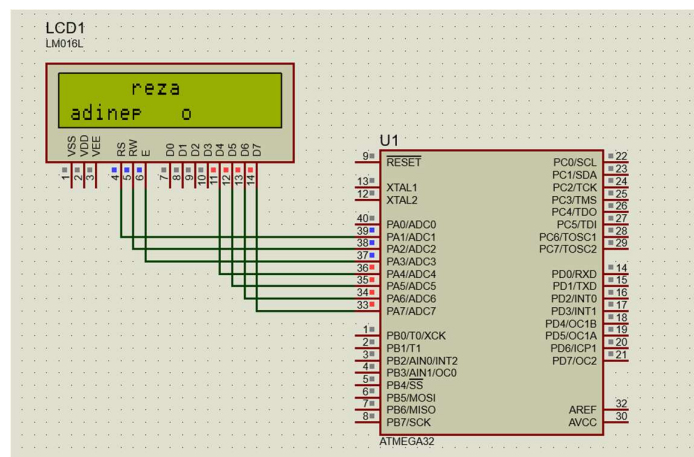 LCD1
LM016L
reza
adineP o
VSS
VDD
VEE
RS
RW
E
D0
D1
D2
D3
D4
D5
D6
D7
1
2
3
4
5
6
7
8
9
10
11
12
13
14
U1
9 RESET
13 XTAL1
12 XTAL2
40 PA0/ADC0
39 PA1/ADC1
38 PA2/ADC2
37 PA3/ADC3
36 PA4/ADC4
35 PA5/ADC5
34 PA6/ADC6
33 PA7/ADC7
1 PB0/T0/XCK
2 PB1/T1
3 PB2/AIN0/INT2
4 PB3/AIN1/OC0
5 PB4/SS
6 PB5/MOSI
7 PB6/MISO
8 PB7/SCK
PC0/SCL 22
PC1/SDA 23
PC2/TCK 24
PC3/TMS 25
PC4/TDO 26
PC5/TDI 27
PC6/TOSC1 28
PC7/TOSC2 29
PD0/RXD 14
PD1/TXD 15
PD2/INT0 16
PD3/INT1 17
PD4/OC1B 18
PD5/OC1A 19
PD6/ICP1 20
PD7/OC2 21
AREF 32
AVCC 30
ATMEGA32